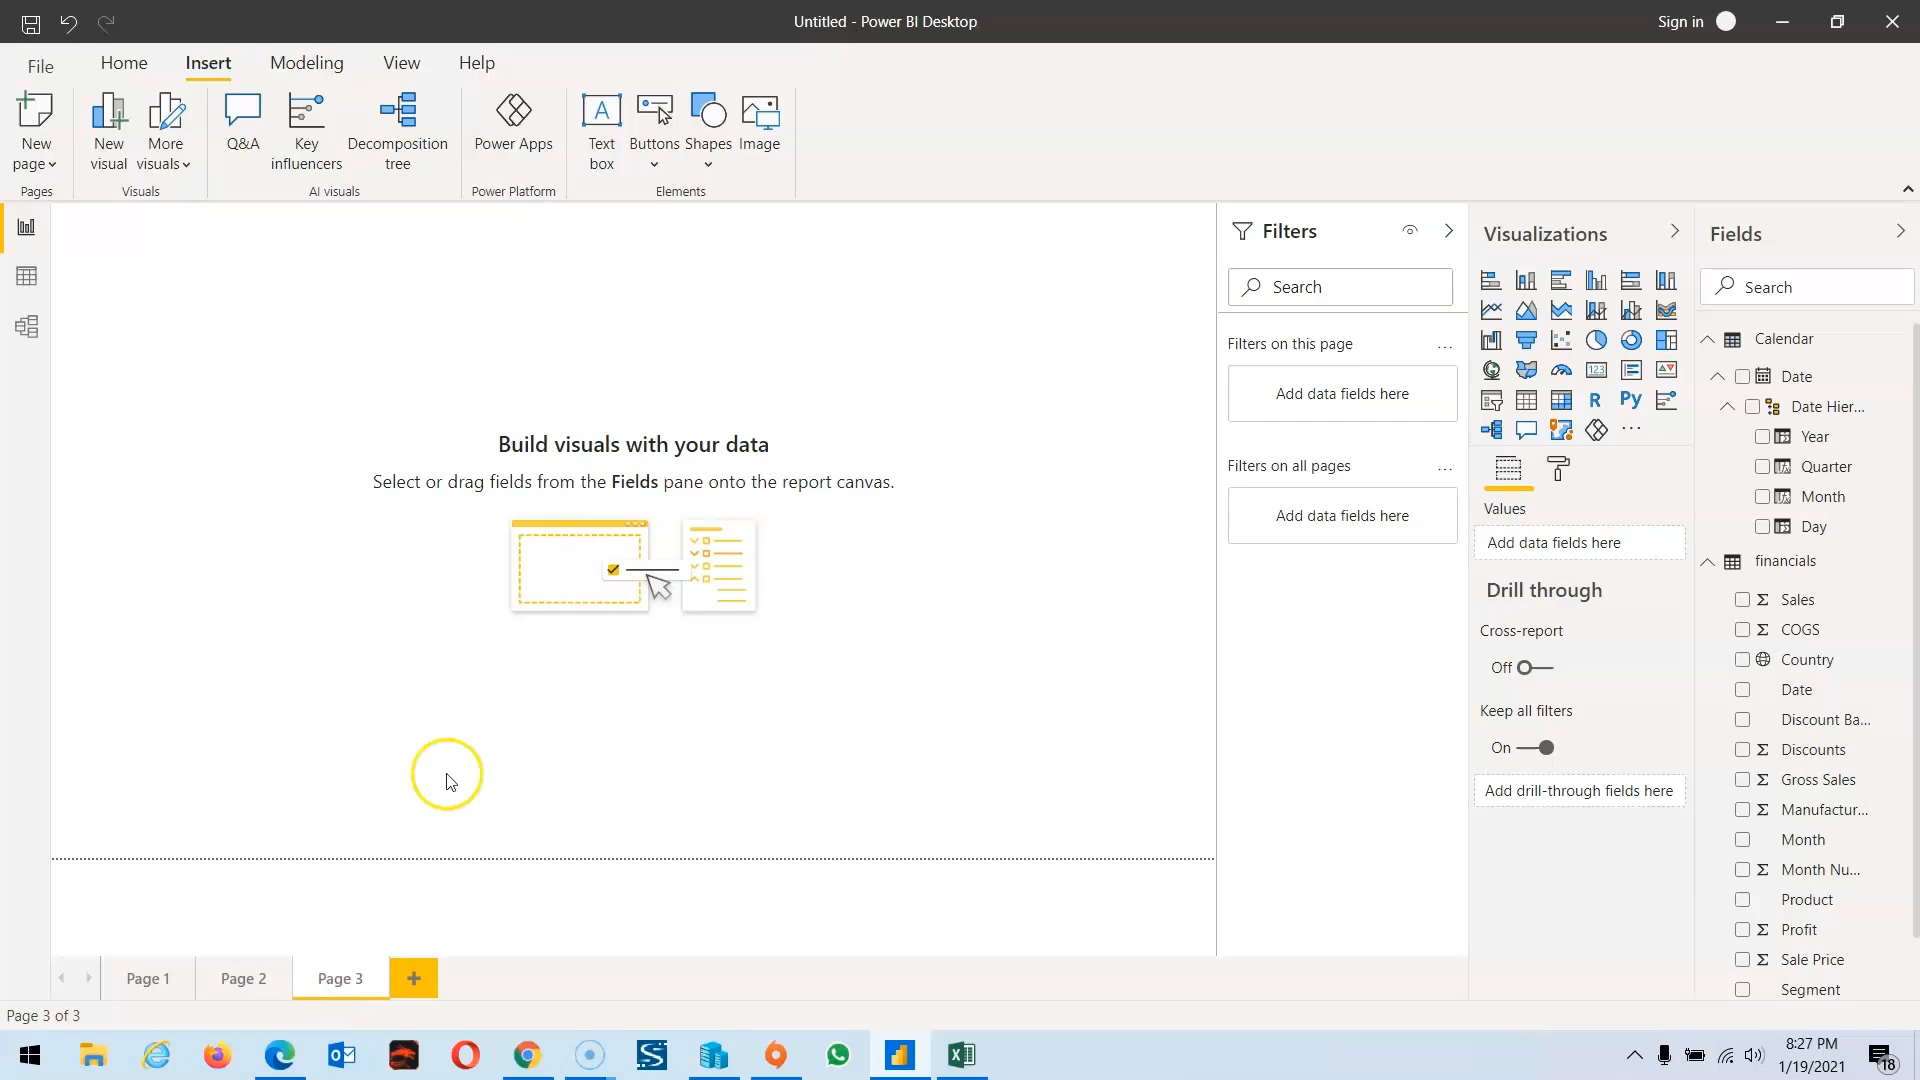 Untitled - Power BI Desktop
Sign in
File
Home
Insert
Modeling
View
Help
New
page
New
visual
More
visuals
Q&A
Key
influencers
Decomposition
tree
Power Apps
Text
box
Buttons
Shapes
Image
Pages
Visuals
AI visuals
Power Platform
Elements
Build visuals with your data
Select or drag fields from the Fields pane onto the report canvas.
Filters
Search
Filters on this page
...
Add data fields here
Filters on all pages
...
Add data fields here
Visualizations
123
R
Py
...
Values
Add data fields here
Drill through
Cross-report
Off
Keep all filters
On
Add drill-through fields here
Fields
Search
Calendar
Date
Date Hier...
Year
Quarter
Month
Day
financials
Σ Sales
Σ COGS
Country
Date
Discount Ba...
Σ Discounts
Σ Gross Sales
Σ Manufactur...
Month
Σ Month Nu...
Product
Σ Profit
Σ Sale Price
Segment
Page 1
Page 2
Page 3
+
Page 3 of 3
8:27 PM
1/19/2021
18